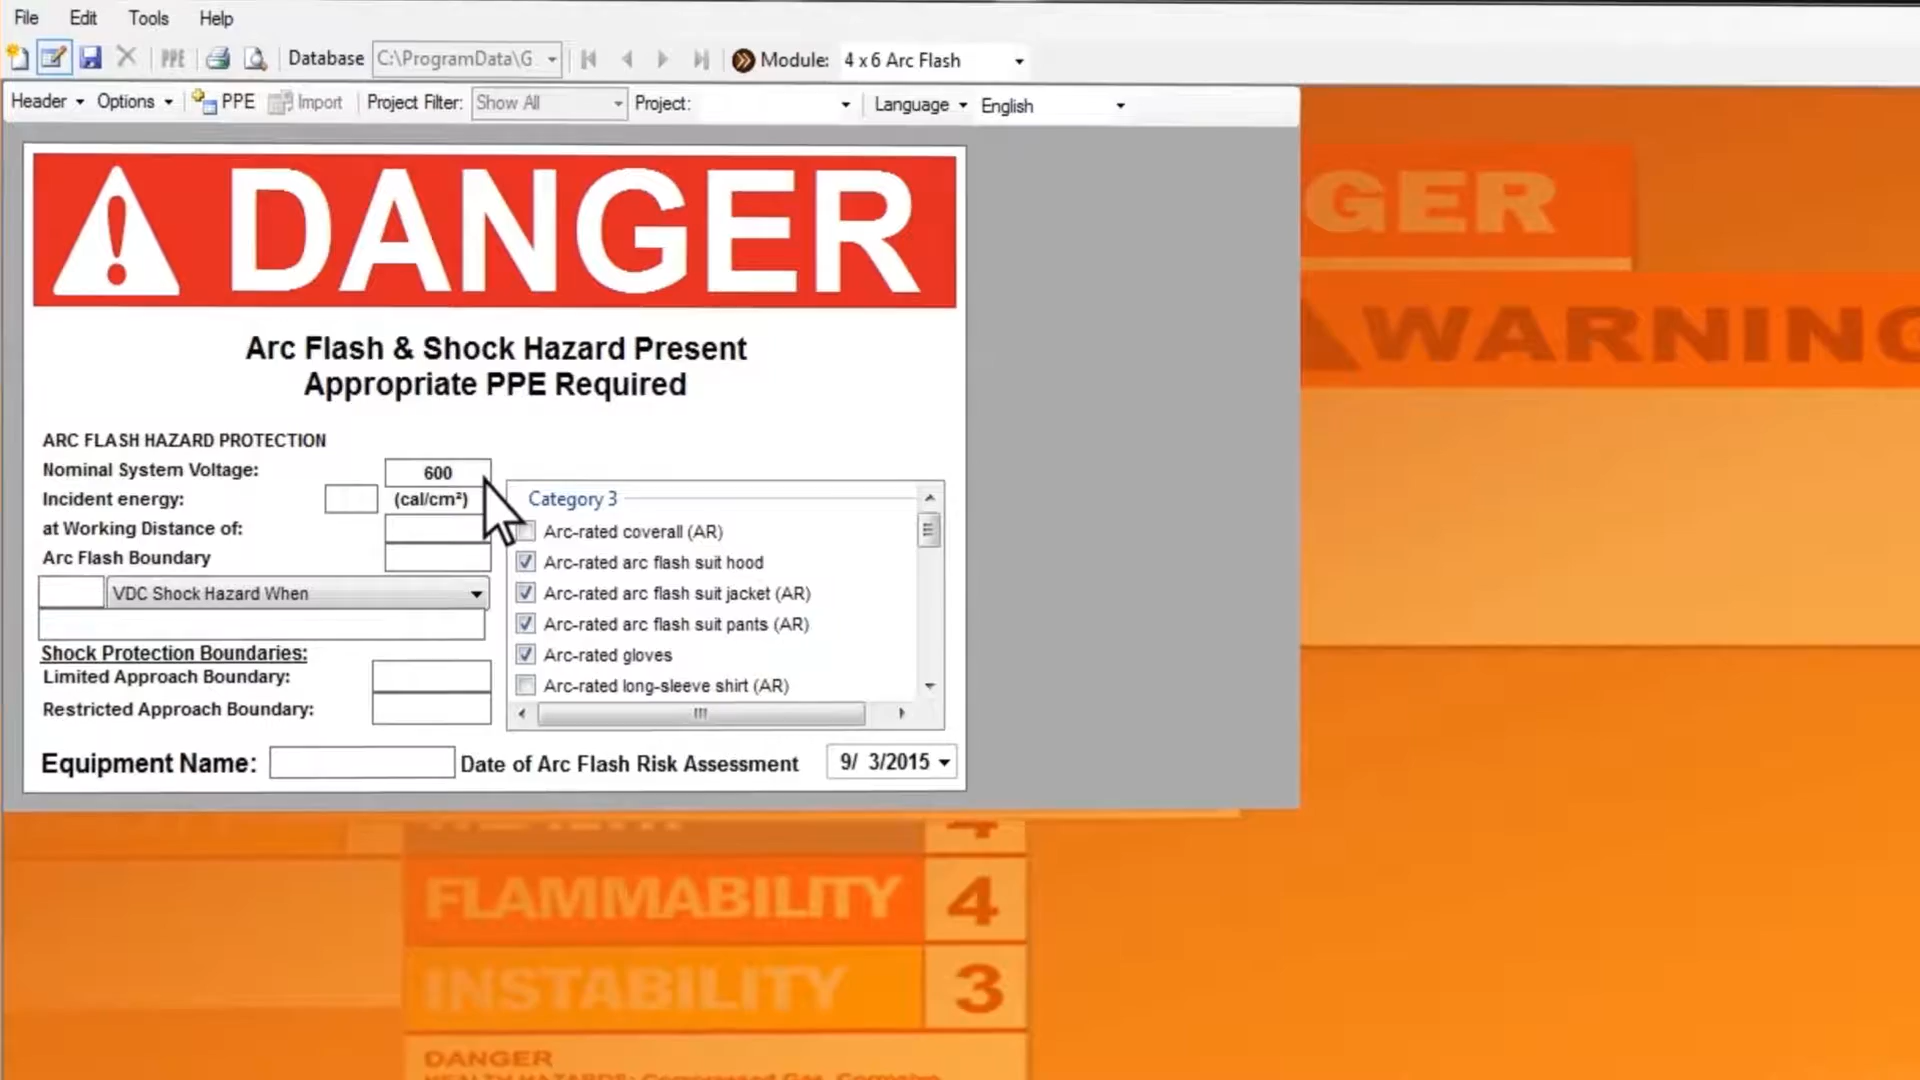 File Edit Tools Help
PPE Database C:\ProgramData\G Module: 4 x 6 Arc Flash
Header Options PPE Import Project Filter: Show All Project: Language English
DANGER
Arc Flash & Shock Hazard Present
Appropriate PPE Required
ARC FLASH HAZARD PROTECTION
Nominal System Voltage: 600
Incident energy: (cal/cm²)
at Working Distance of:
Arc Flash Boundary
VDC Shock Hazard When
Shock Protection Boundaries:
Limited Approach Boundary:
Restricted Approach Boundary:
Category 3
Arc-rated coverall (AR)
Arc-rated arc flash suit hood
Arc-rated arc flash suit jacket (AR)
Arc-rated arc flash suit pants (AR)
Arc-rated gloves
Arc-rated long-sleeve shirt (AR)
Equipment Name: Date of Arc Flash Risk Assessment 9/ 3/2015
GER
WARNING
4
FLAMMABILITY 4
INSTABILITY 3
DANGER